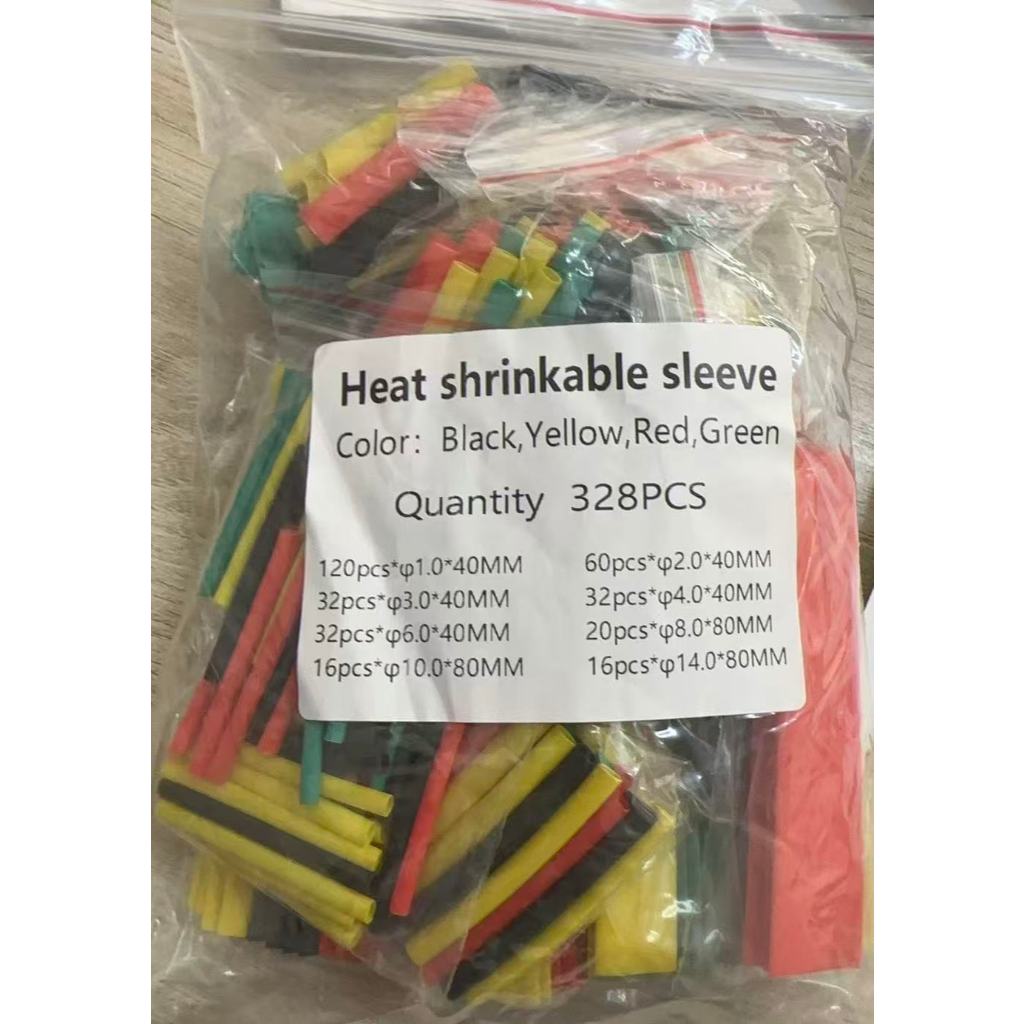 Heat shrinkable sleeve
Color: Black,Yellow,Red,Green
Quantity 328PCS
120pcs*φ1.0*40MM 60pcs*φ2.0*40MM
32pcs*φ3.0*40MM 32pcs*φ4.0*40MM
32pcs*φ6.0*40MM 20pcs*φ8.0*80MM
16pcs*φ10.0*80MM 16pcs*φ14.0*80MM